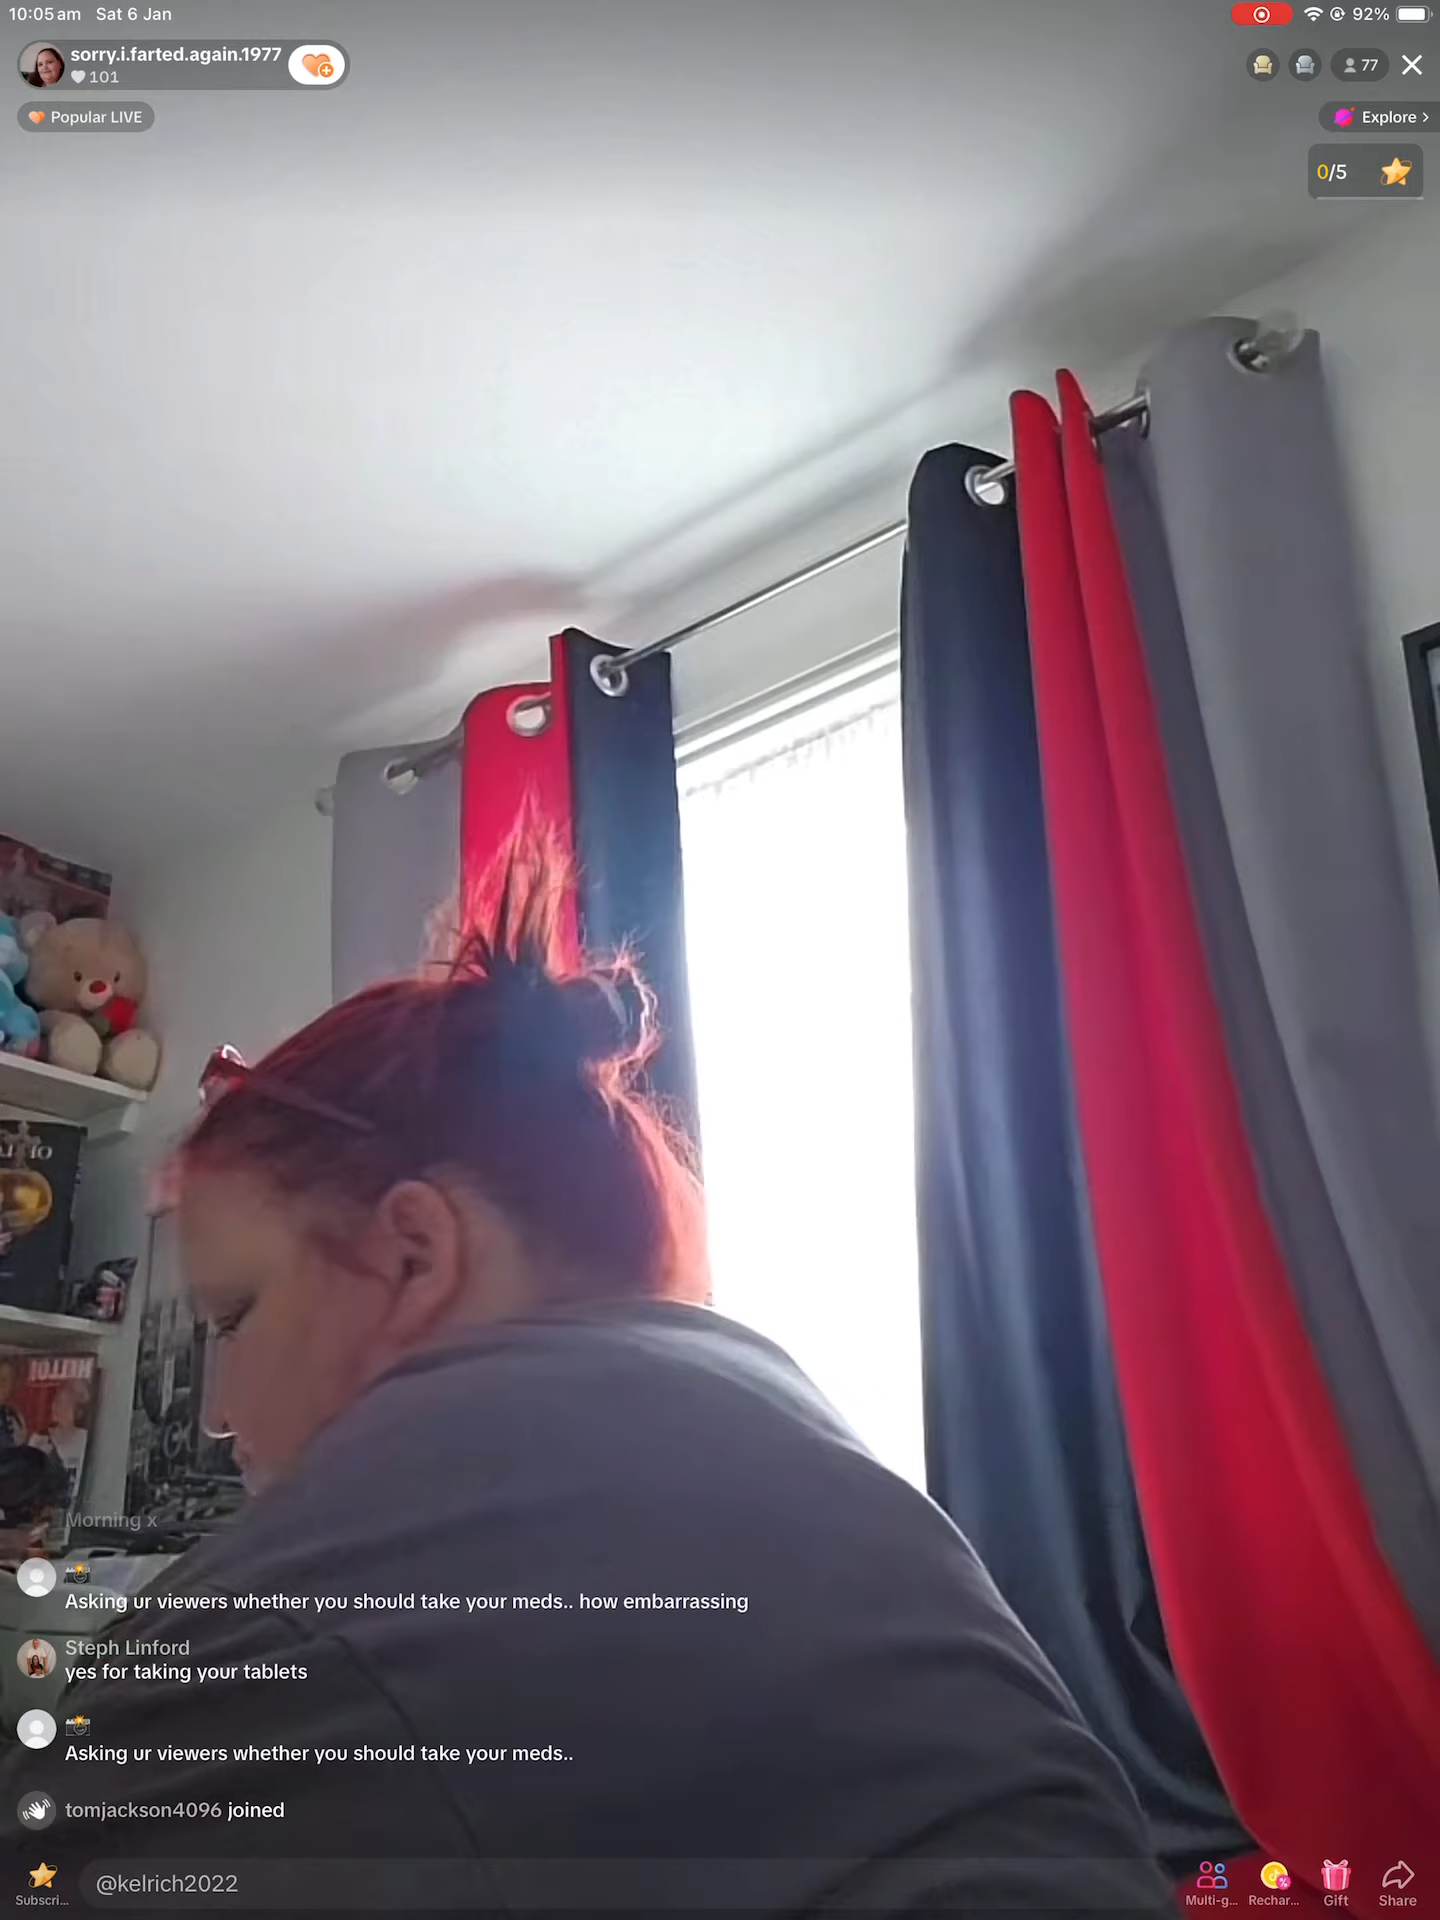 10:05 am Sat 6 Jan
92%
sorry.i.farted.again.1977
101
77
Popular LIVE
Explore >
0/5
HELLO!
Morning x
Asking ur viewers whether you should take your meds.. how embarrassing
Steph Linford
yes for taking your tablets
Asking ur viewers whether you should take your meds..
tomjackson4096 joined
@kelrich2022
Subscri...
Multi-g...
Rechar...
Gift
Share